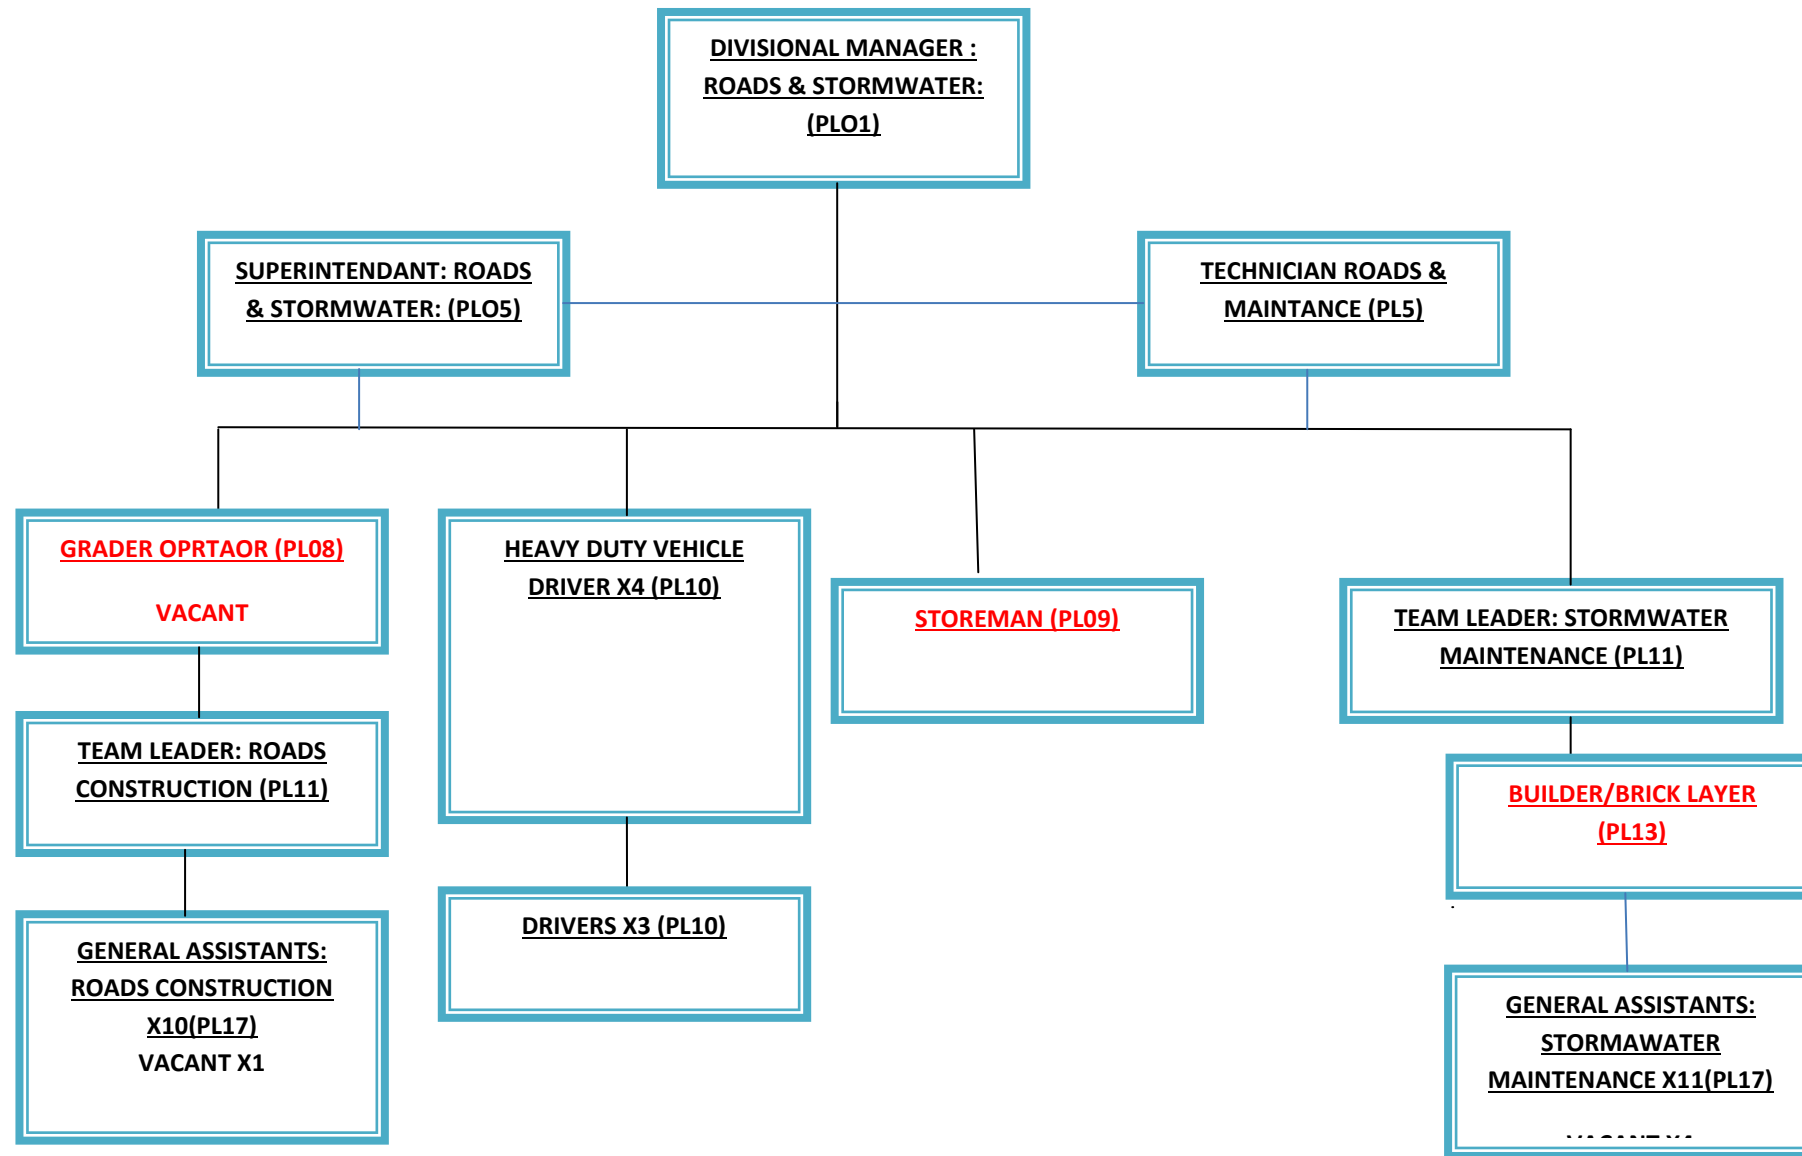 DIVISIONAL MANAGER :
ROADS & STORMWATER:
(PLO1)
SUPERINTENDANT: ROADS
& STORMWATER: (PLO5)
TECHNICIAN ROADS &
MAINTANCE (PL5)
GRADER OPRTAOR (PL08)
VACANT
HEAVY DUTY VEHICLE
DRIVER X4 (PL10)
STOREMAN (PL09)
TEAM LEADER: STORMWATER
MAINTENANCE (PL11)
TEAM LEADER: ROADS
CONSTRUCTION (PL11)
BUILDER/BRICK LAYER
(PL13)
GENERAL ASSISTANTS:
ROADS CONSTRUCTION
X10(PL17)
VACANT X1
DRIVERS X3 (PL10)
GENERAL ASSISTANTS:
STORMAWATER
MAINTENANCE X11(PL17)
VACANT